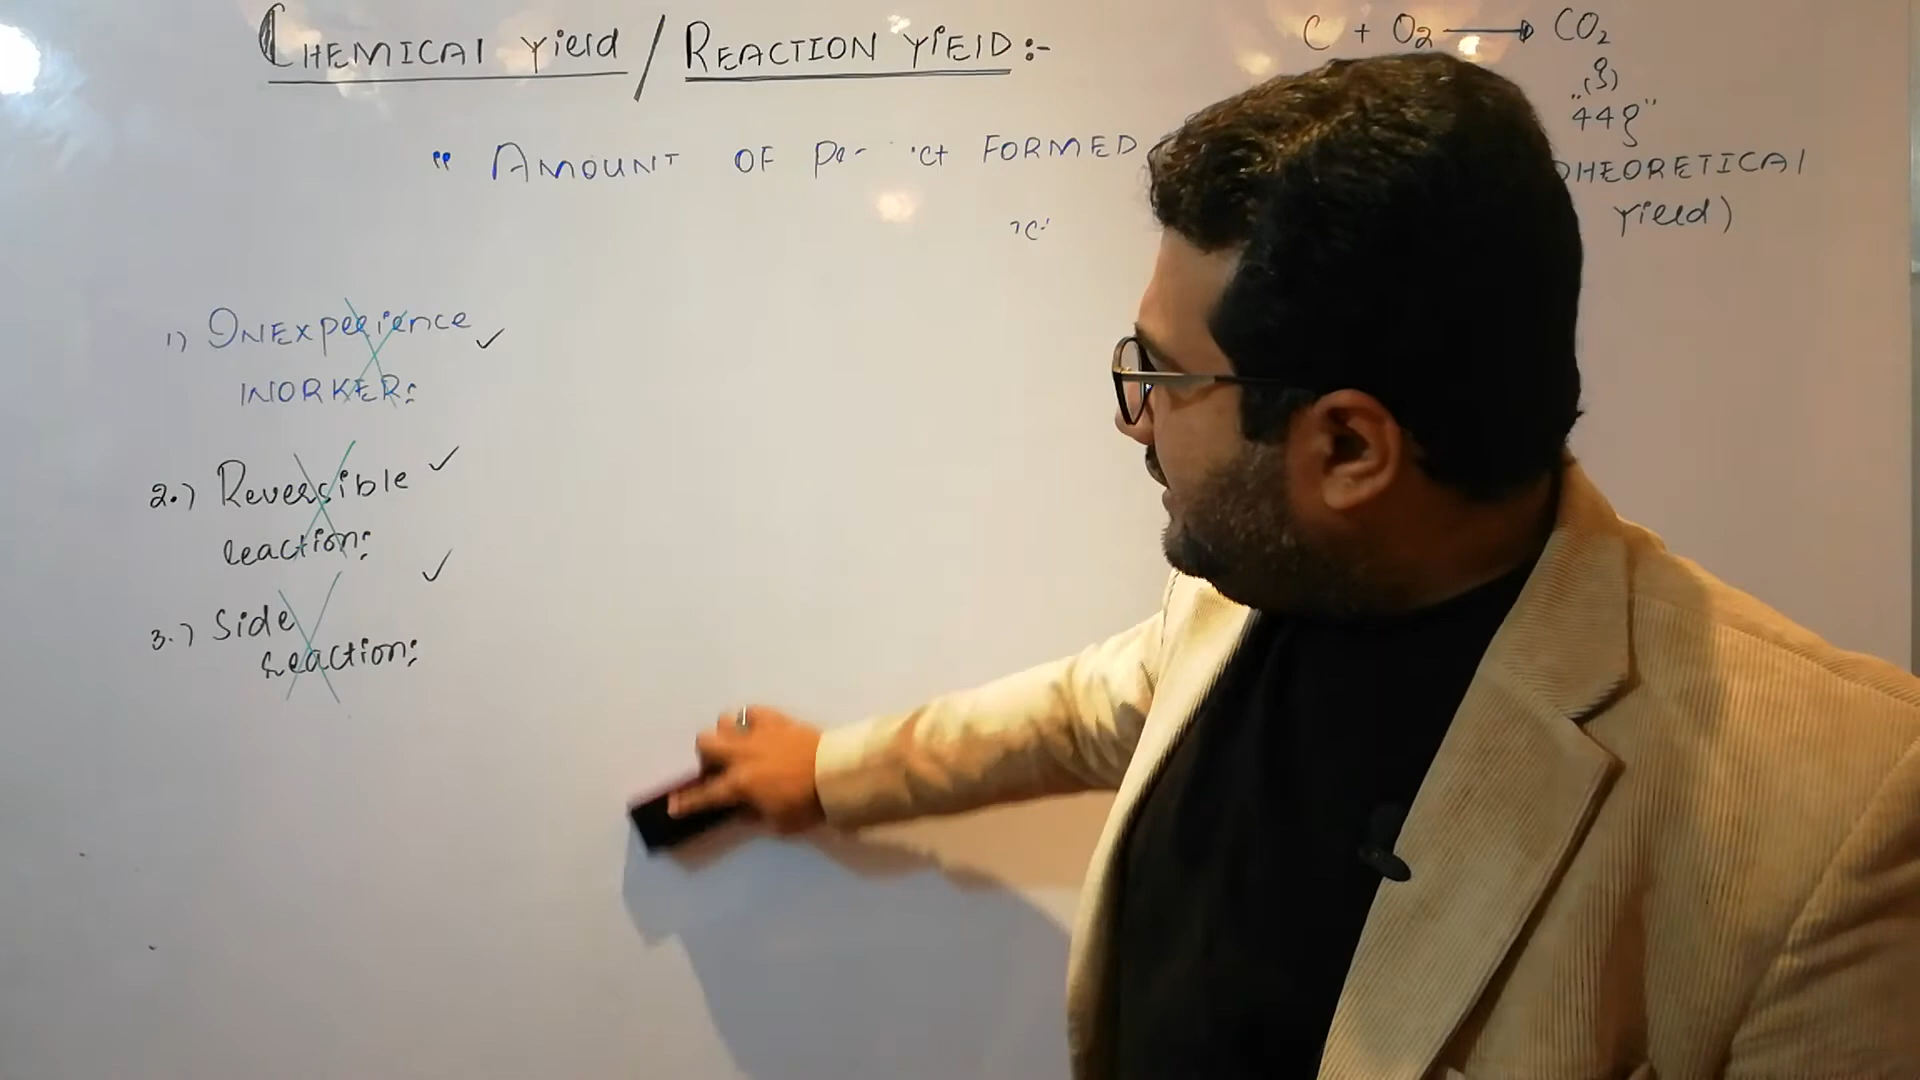 CHEMICAl Yield / REACTION YiElD :-
C + O2 → CO2
(g)
"44g"
" AMOUNT OF ct FORMED
THEORETICAl
Yield)
1) INExperience ✓
WORKER:
2.) Reversible ✓
reaction:
3.) Side ✓
reaction: